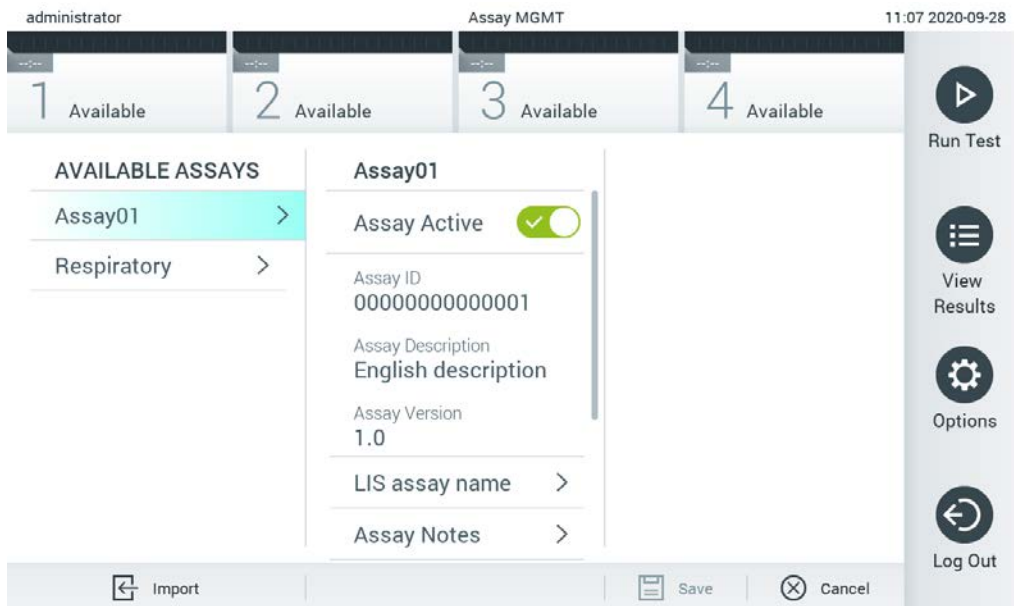 administrator
Assay MGMT
11:07 2020-09-28
--:--
--:--
--:--
--:--
1 Available
2 Available
3 Available
4 Available
Run Test
AVAILABLE ASSAYS
Assay01
Respiratory
Assay01
Assay Active
Assay ID
00000000000001
Assay Description
English description
Assay Version
1.0
LIS assay name
Assay Notes
View
Results
Options
Log Out
Import
Save
Cancel